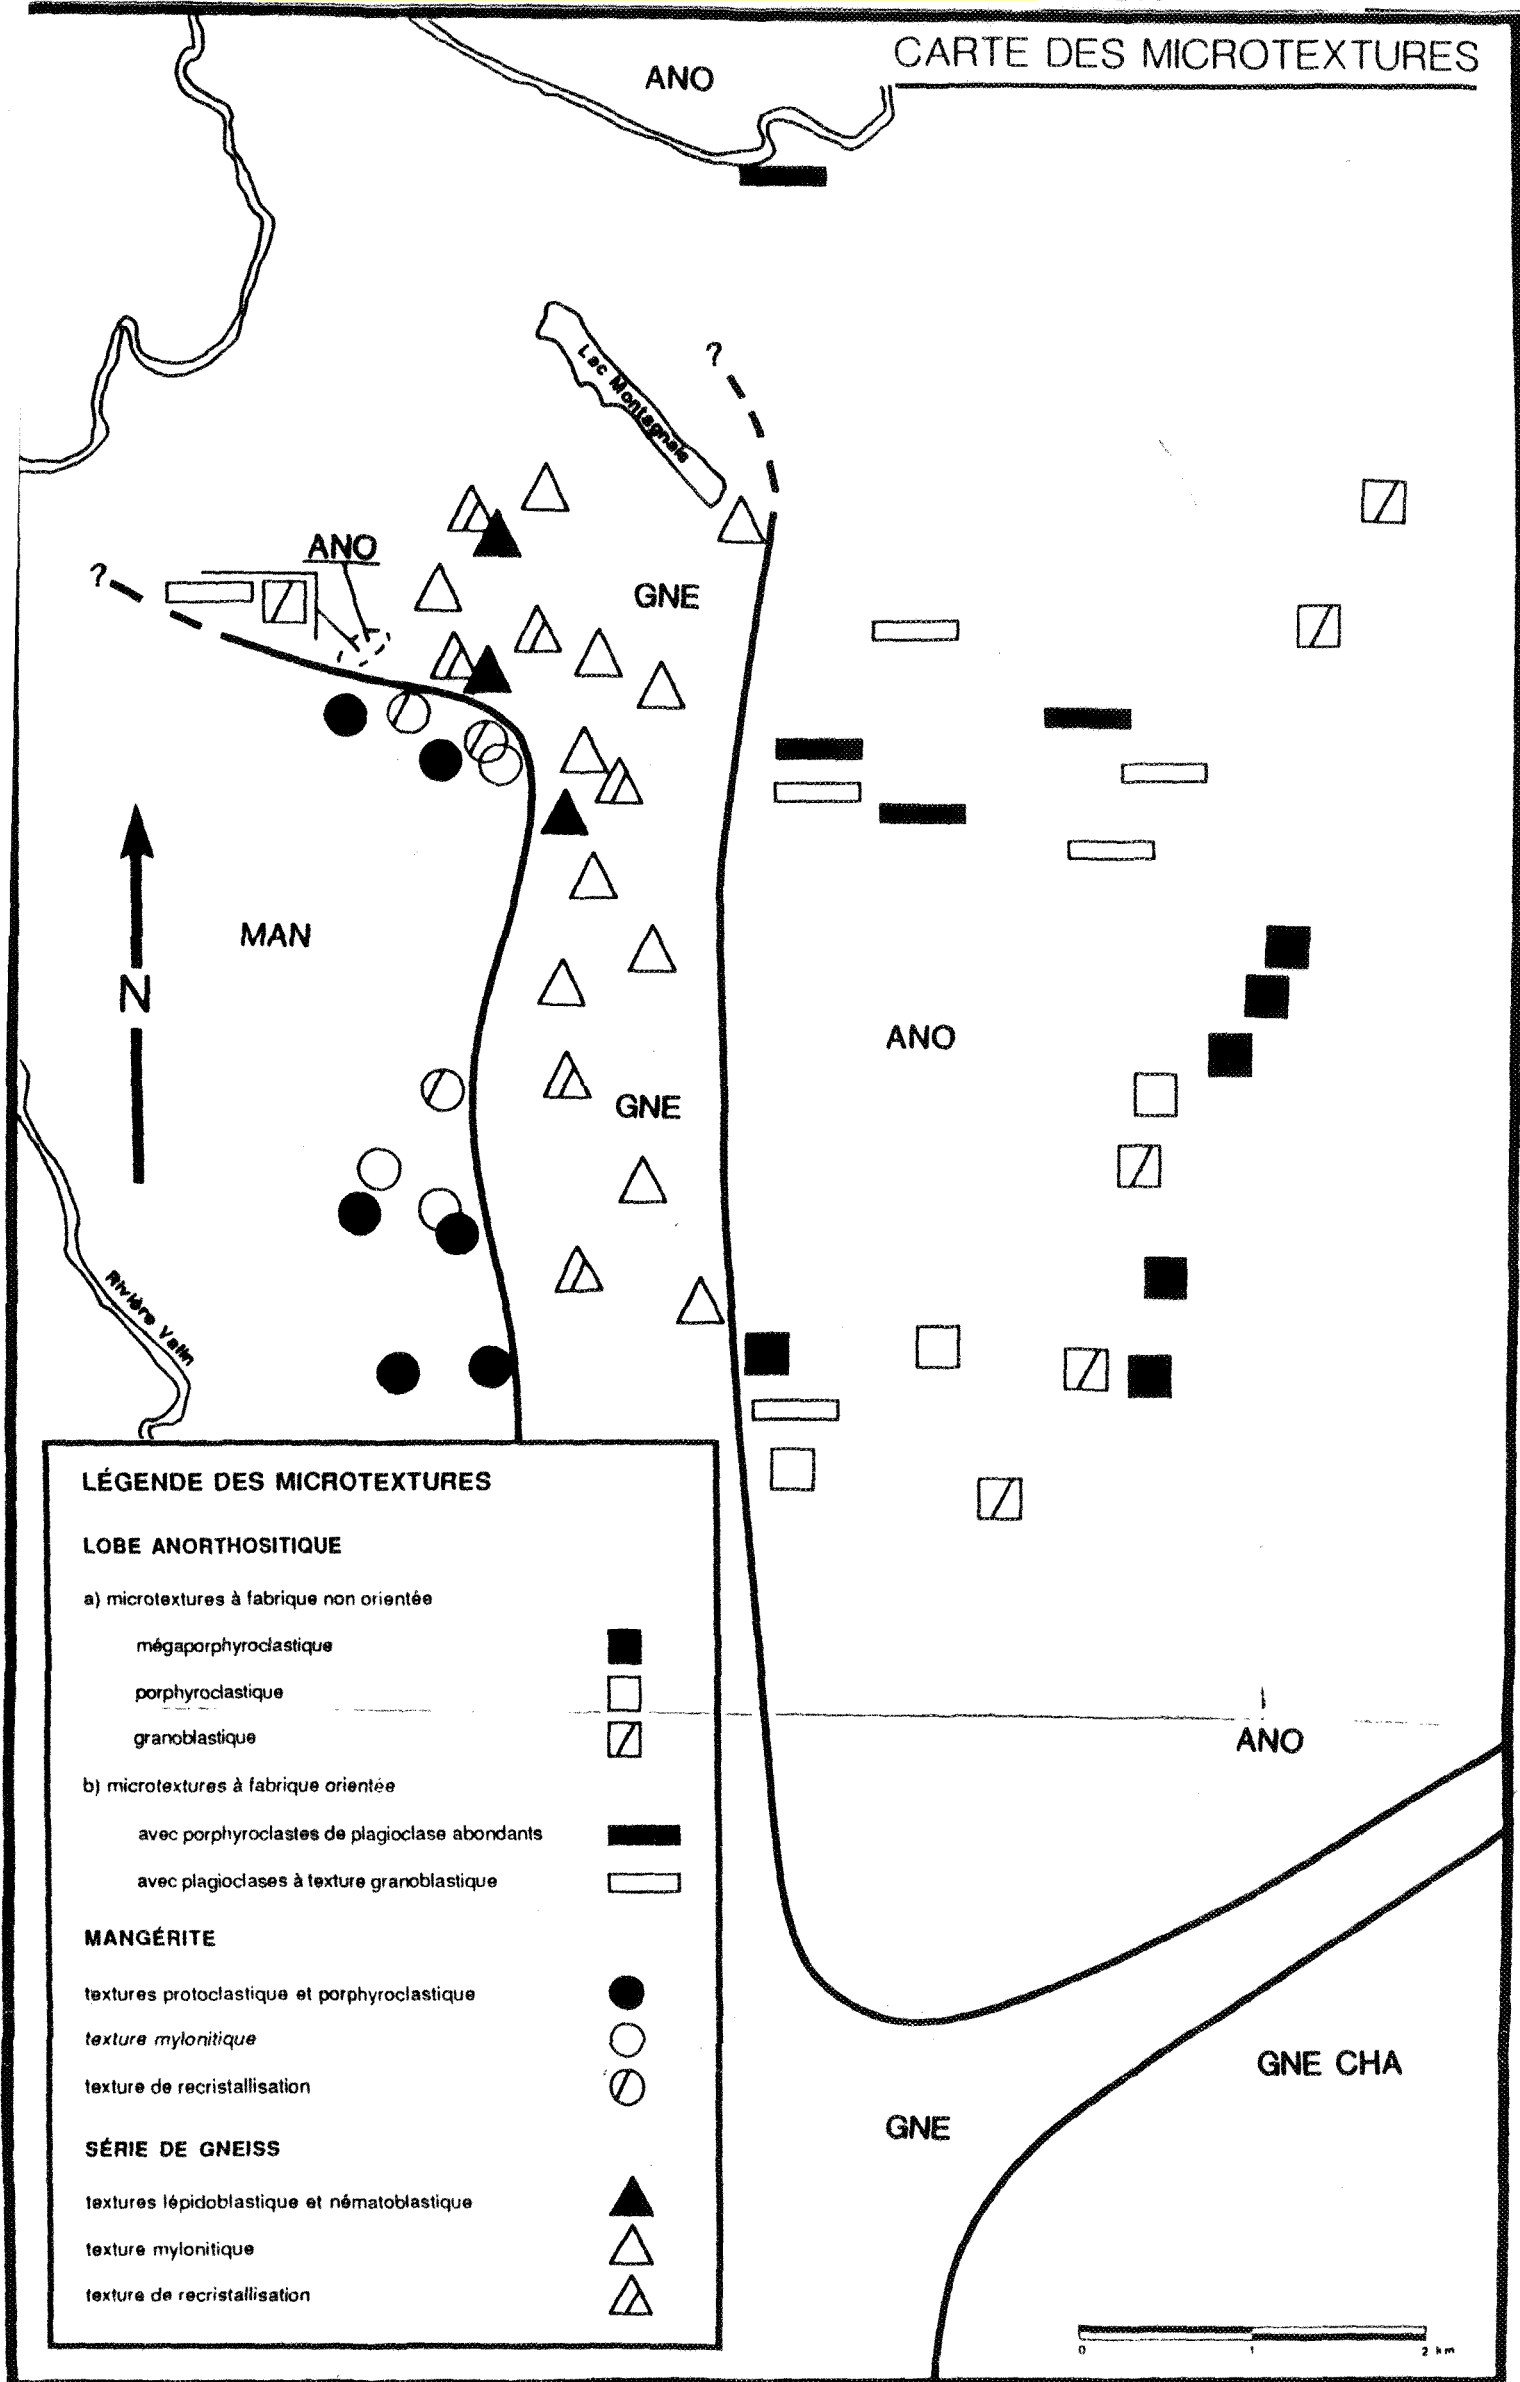 CARTE DES MICROTEXTURES
ANO
?
Lac Montagnais
ANO
?
GNE
MAN
N
ANO
GNE
Rivière Valin
LÉGENDE DES MICROTEXTURES
LOBE ANORTHOSITIQUE
a) microtextures à fabrique non orientée
mégaporphyroclastique
porphyroclastique
granoblastique
b) microtextures à fabrique orientée
avec porphyroclastes de plagioclase abondants
avec plagioclases à texture granoblastique
MANGÉRITE
textures protoclastique et porphyroclastique
texture mylonitique
texture de recristallisation
SÉRIE DE GNEISS
textures lépidoblastique et nématoblastique
texture mylonitique
texture de recristallisation
ANO
GNE CHA
GNE
0 1 2 km